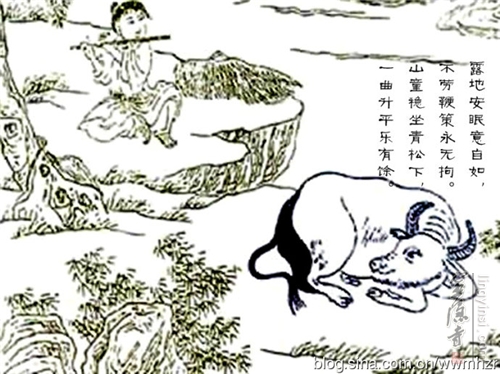 露地安眠意自如，
不劳鞭策永无拘。
山童稳坐青松下，
一曲升平乐有馀。
blog.sina.com.cn/wwmhzr